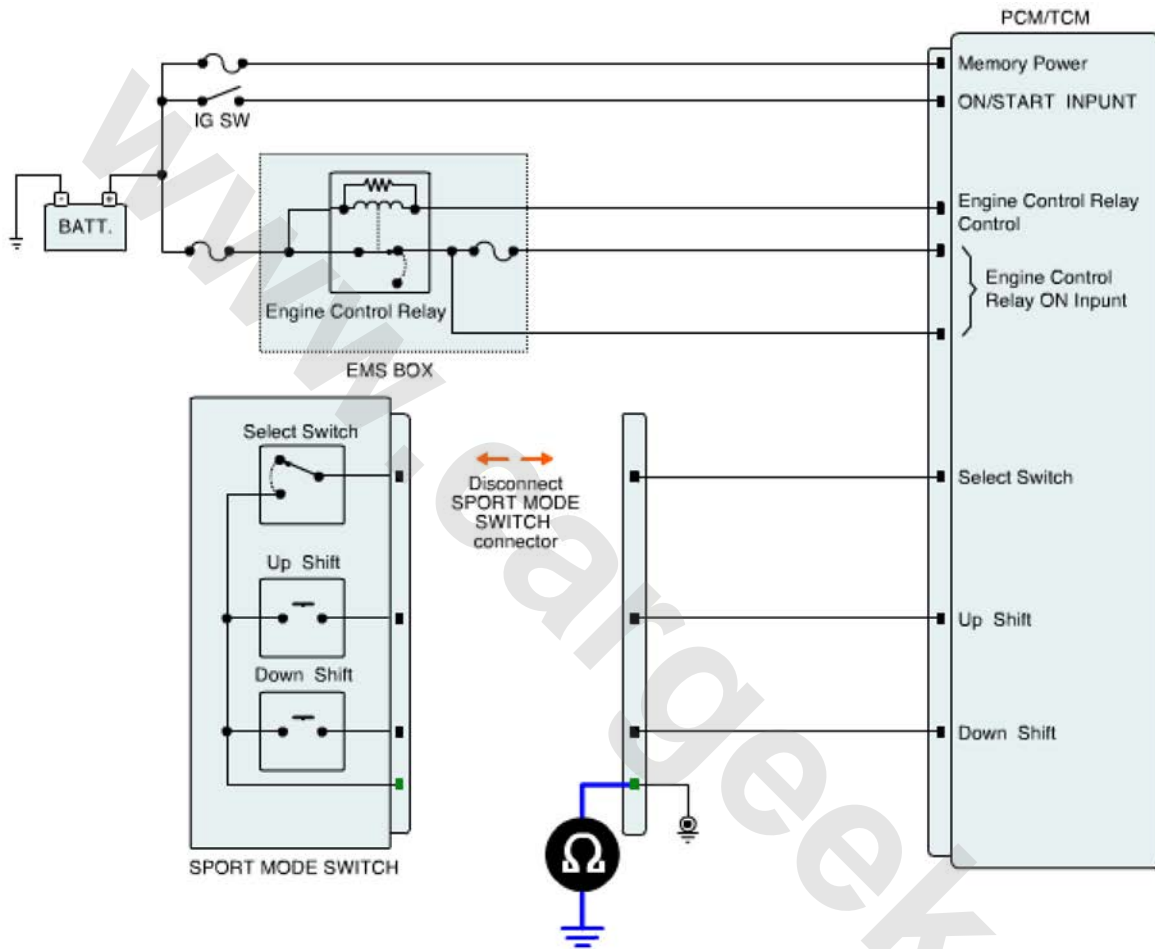 PCM/TCM
Memory Power
ON/START INPUNT
IG SW
- +
BATT.
Engine Control Relay
Control
Engine Control
Relay ON Inpunt
Engine Control Relay
EMS BOX
Select Switch
Disconnect
SPORT MODE
SWITCH
connector
Select Switch
Up Shift
Up Shift
Down Shift
Down Shift
Ω
SPORT MODE SWITCH
www.cargeek